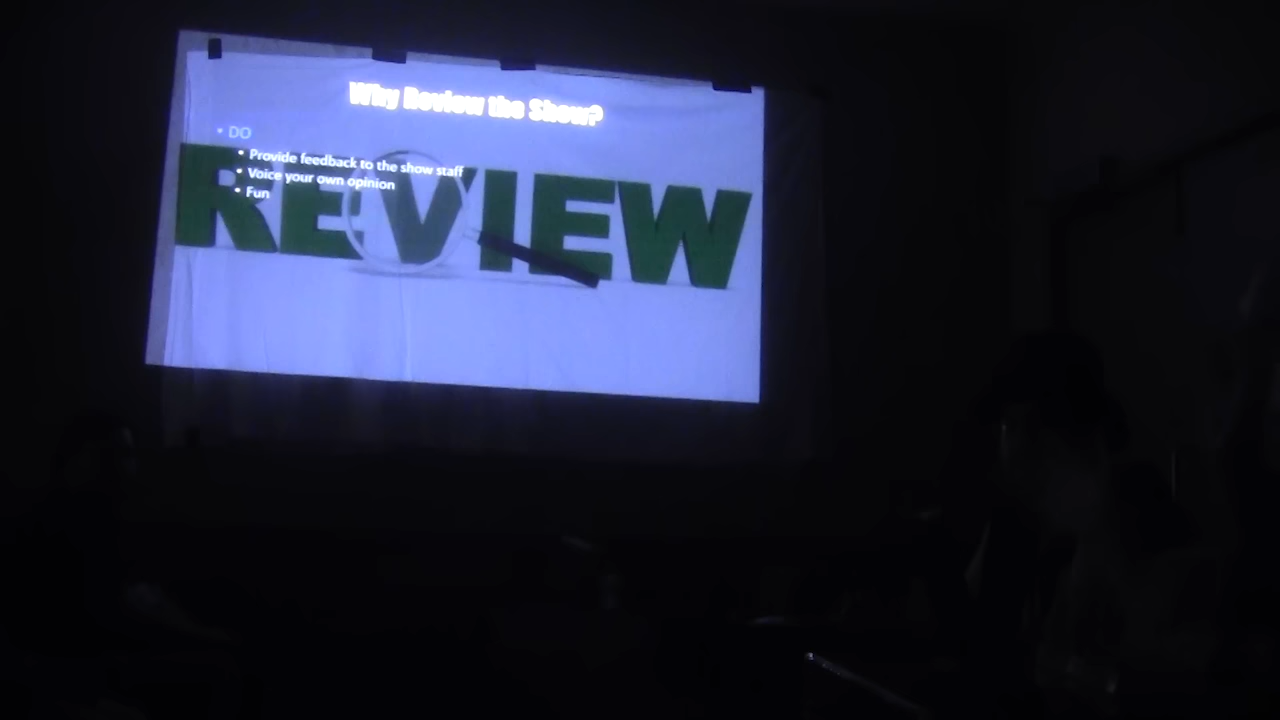 Why Review the Show?
• DO
• Provide feedback to the show staff
• Voice your own opinion
• Fun
REVIEW